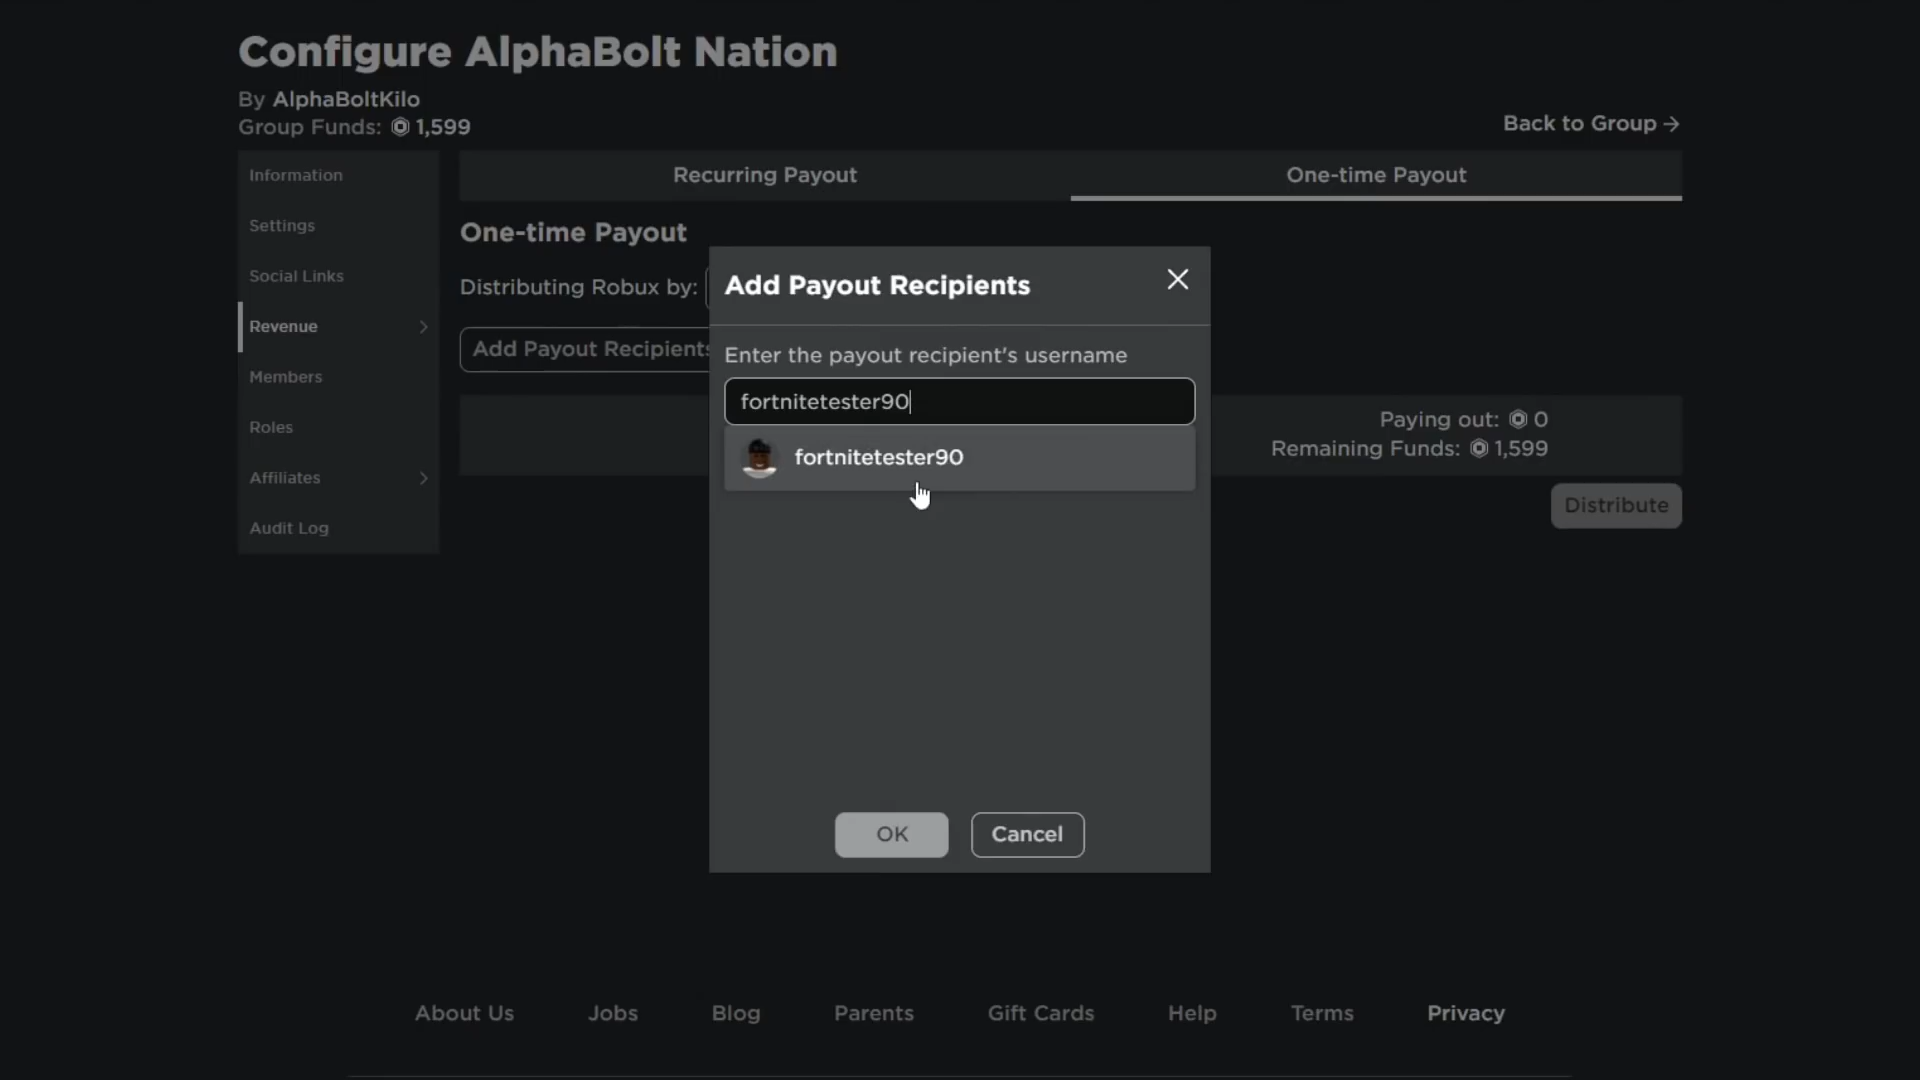 Configure AlphaBolt Nation
By AlphaBoltKilo
Group Funds: 1,599
Back to Group →
Information
Settings
Social Links
Revenue
Members
Roles
Affiliates
Audit Log
Recurring Payout
One-time Payout
One-time Payout
Distributing Robux by:
Add Payout Recipients
Paying out: 0
Remaining Funds: 1,599
Distribute
Add Payout Recipients
Enter the payout recipient's username
fortnitetester90
fortnitetester90
OK
Cancel
About Us
Jobs
Blog
Parents
Gift Cards
Help
Terms
Privacy